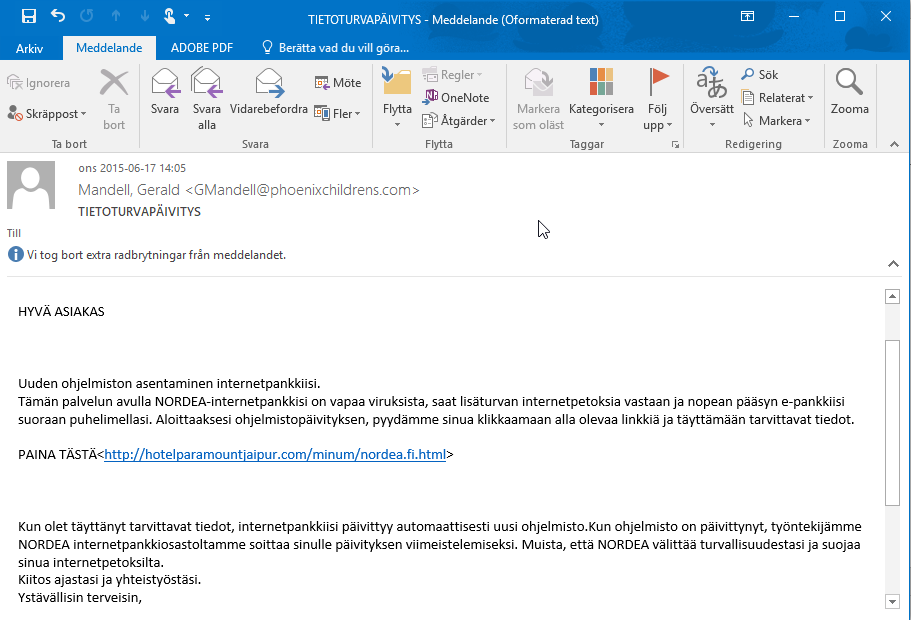 TIETOTURVAPÄIVITYS - Meddelande (Oformaterad text)
Arkiv Meddelande ADOBE PDF Berätta vad du vill göra...
Ignorera
Skräppost
Ta bort
Ta bort
Svara
Svara alla
Vidarebefordra
Möte
Fler
Svara
Flytta
Regler
OneNote
Åtgärder
Flytta
Markera som oläst
Kategorisera
Följ upp
Taggar
Översätt
Sök
Relaterat
Markera
Redigering
Zooma
Zooma
ons 2015-06-17 14:05
Mandell, Gerald <GMandell@phoenixchildrens.com>
TIETOTURVAPÄIVITYS
Till
Vi tog bort extra radbrytningar från meddelandet.
HYVÄ ASIAKAS
Uuden ohjelmiston asentaminen internetpankkiisi.
Tämän palvelun avulla NORDEA-internetpankkisi on vapaa viruksista, saat lisäturvan internetpetoksia vastaan ja nopean pääsyn e-pankkiisi
suoraan puhelimellasi. Aloittaaksesi ohjelmistopäivityksen, pyydämme sinua klikkaamaan alla olevaa linkkiä ja täyttämään tarvittavat tiedot.
PAINA TÄSTÄ<http://hotelparamountjaipur.com/minum/nordea.fi.html>
Kun olet täyttänyt tarvittavat tiedot, internetpankkiisi päivittyy automaattisesti uusi ohjelmisto.Kun ohjelmisto on päivittynyt, työntekijämme
NORDEA internetpankkiosastoltamme soittaa sinulle päivityksen viimeistelemiseksi. Muista, että NORDEA välittää turvallisuudestasi ja suojaa
sinua internetpetoksilta.
Kiitos ajastasi ja yhteistyöstäsi.
Ystävällisin terveisin,